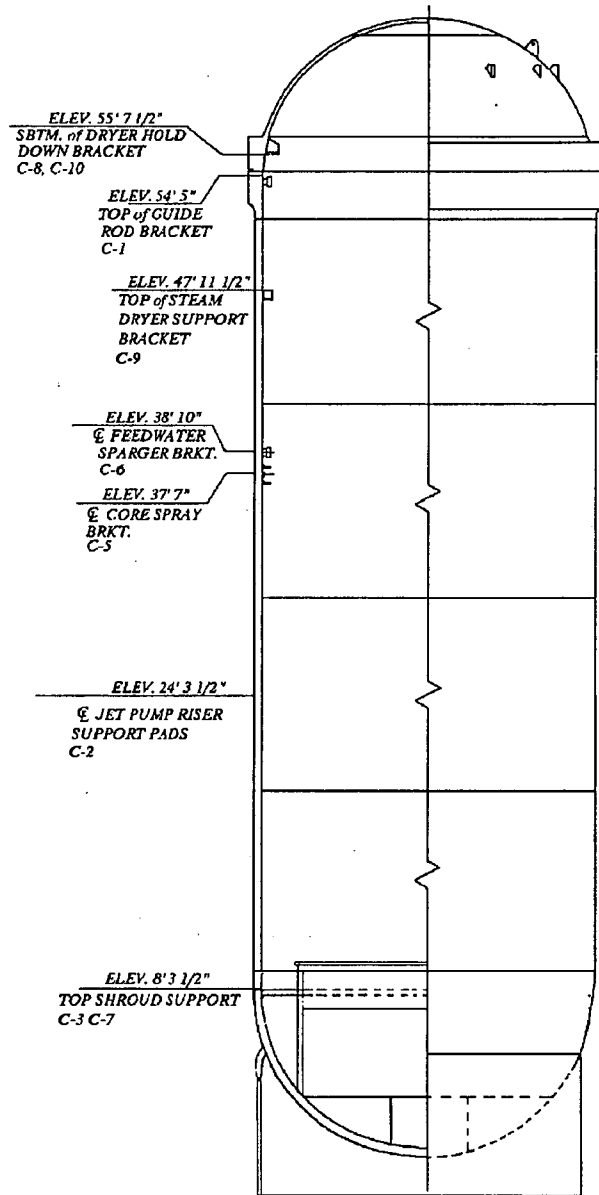 ELEV. 55' 7 1/2"
SBTM. of DRYER HOLD
DOWN BRACKET
C-8, C-10
ELEV. 54' 5"
TOP of GUIDE
ROD BRACKET
C-1
ELEV. 47' 11 1/2"
TOP of STEAM
DRYER SUPPORT
BRACKET
C-9
ELEV. 38' 10"
℄ FEEDWATER
SPARGER BRKT.
C-6
ELEV. 37' 7"
℄ CORE SPRAY
BRKT.
C-5
ELEV. 24' 3 1/2"
℄ JET PUMP RISER
SUPPORT PADS
C-2
ELEV. 8'3 1/2"
TOP SHROUD SUPPORT
C-3 C-7